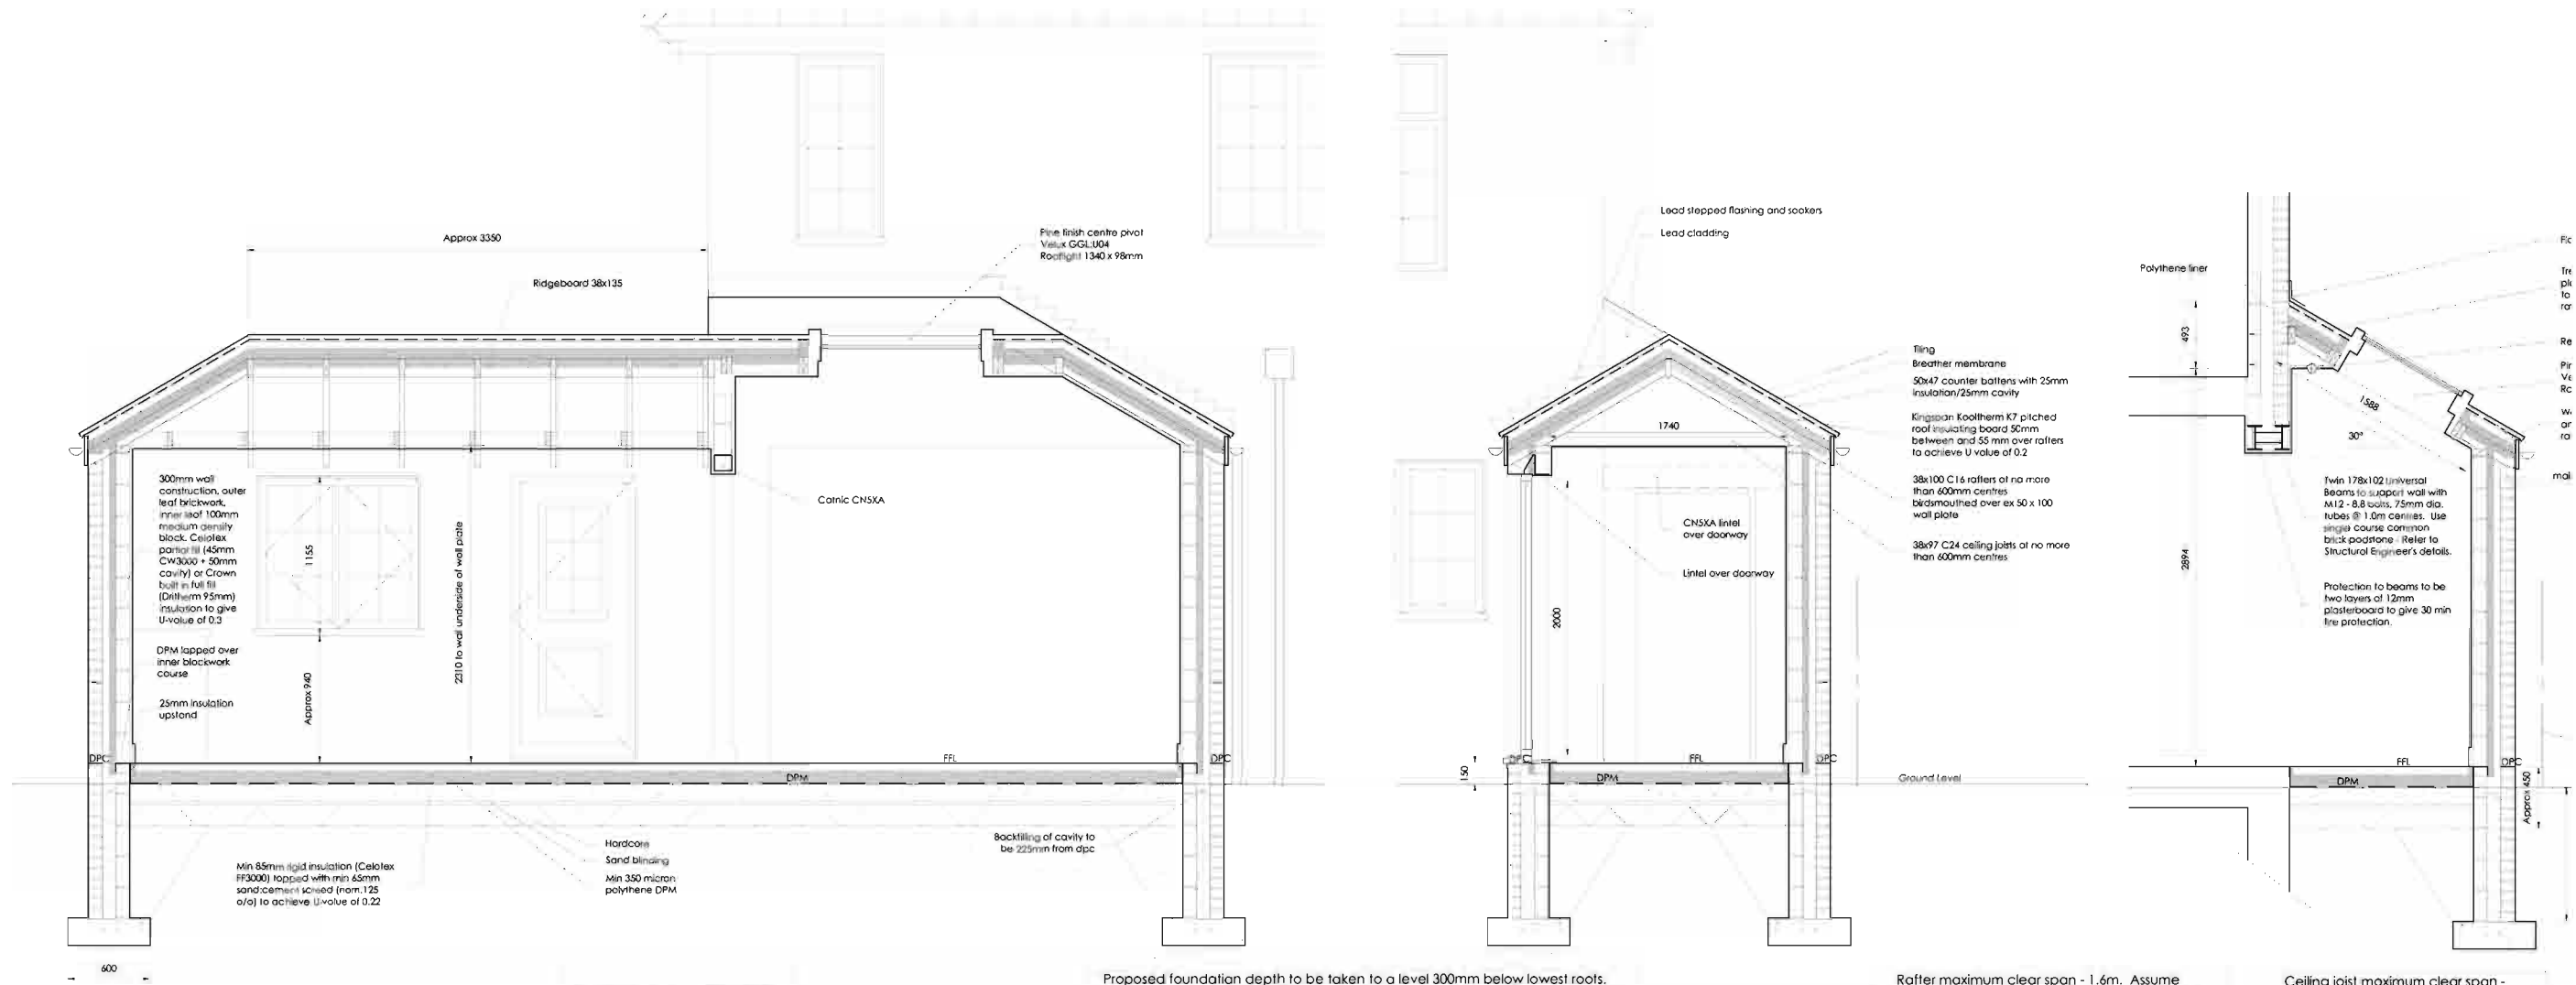 Approx 3350
Ridgeboard 38x135
Pine finish centre pivot
Velux GGL:U04
Rooflight 1340 x 98mm
300mm wall
construction, outer
leaf brickwork,
inner leaf 100mm
medium density
block. Celotex
partial fill (45mm
CW3000 + 50mm
cavity) or Crown
built in full fill
(Dritherm 95mm)
insulation to give
U-value of 0.3
DPM lapped over
inner blockwork
course
25mm insulation
upstand
1155
Approx 940
2310 to wall underside of wall plate
Catnic CN5XA
DPC
FFL
DPC
DPM
Hardcore
Sand blinding
Min 350 micron
polythene DPM
Backfilling of cavity to
be 225mm from dpc
Min 85mm rigid insulation (Celotex
FF3000) topped with min 65mm
sand:cement screed (nom.125
o/o) to achieve U-value of 0.22
600
Lead stepped flashing and soakers
Lead cladding
Tiling
Breather membrane
50x47 counter battens with 25mm
insulation/25mm cavity
Kingspan Kooltherm K7 pitched
roof insulating board 50mm
between and 55 mm over rafters
to achieve U value of 0.2
38x100 C16 rafters at no more
than 600mm centres
birdsmouthed over ex 50 x 100
wall plate
38x97 C24 ceiling joists at no more
than 600mm centres
1740
CN5XA lintel
over doorway
Lintel over doorway
2000
150
DPC
FFL
DPC
DPM
Ground Level
Polythene liner
493
1588
30°
2894
Twin 178x102 Universal
Beams to support wall with
M12 - 8.8 bolts, 75mm dia.
tubes @ 1.0m centres. Use
single course common
brick padstone - Refer to
Structural Engineer's details.
Protection to beams to be
two layers of 12mm
plasterboard to give 30 min
fire protection.
FFL
DPC
DPM
Approx 450
Proposed foundation depth to be taken to a level 300mm below lowest roots.
Rafter maximum clear span - 1.6m. Assume
Ceiling joist maximum clear span -